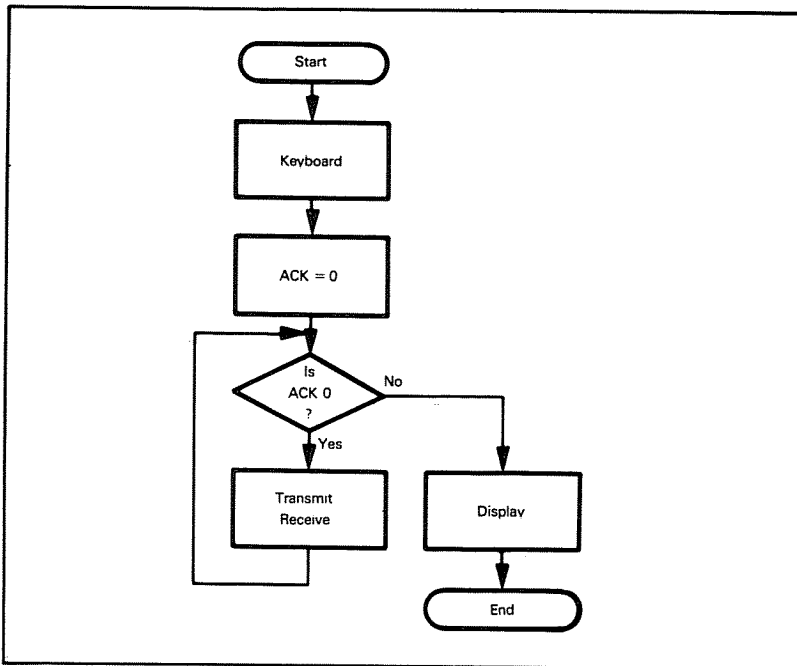 Start
Keyboard
ACK = 0
Is
ACK 0
?
No
Yes
Transmit
Receive
Display
End